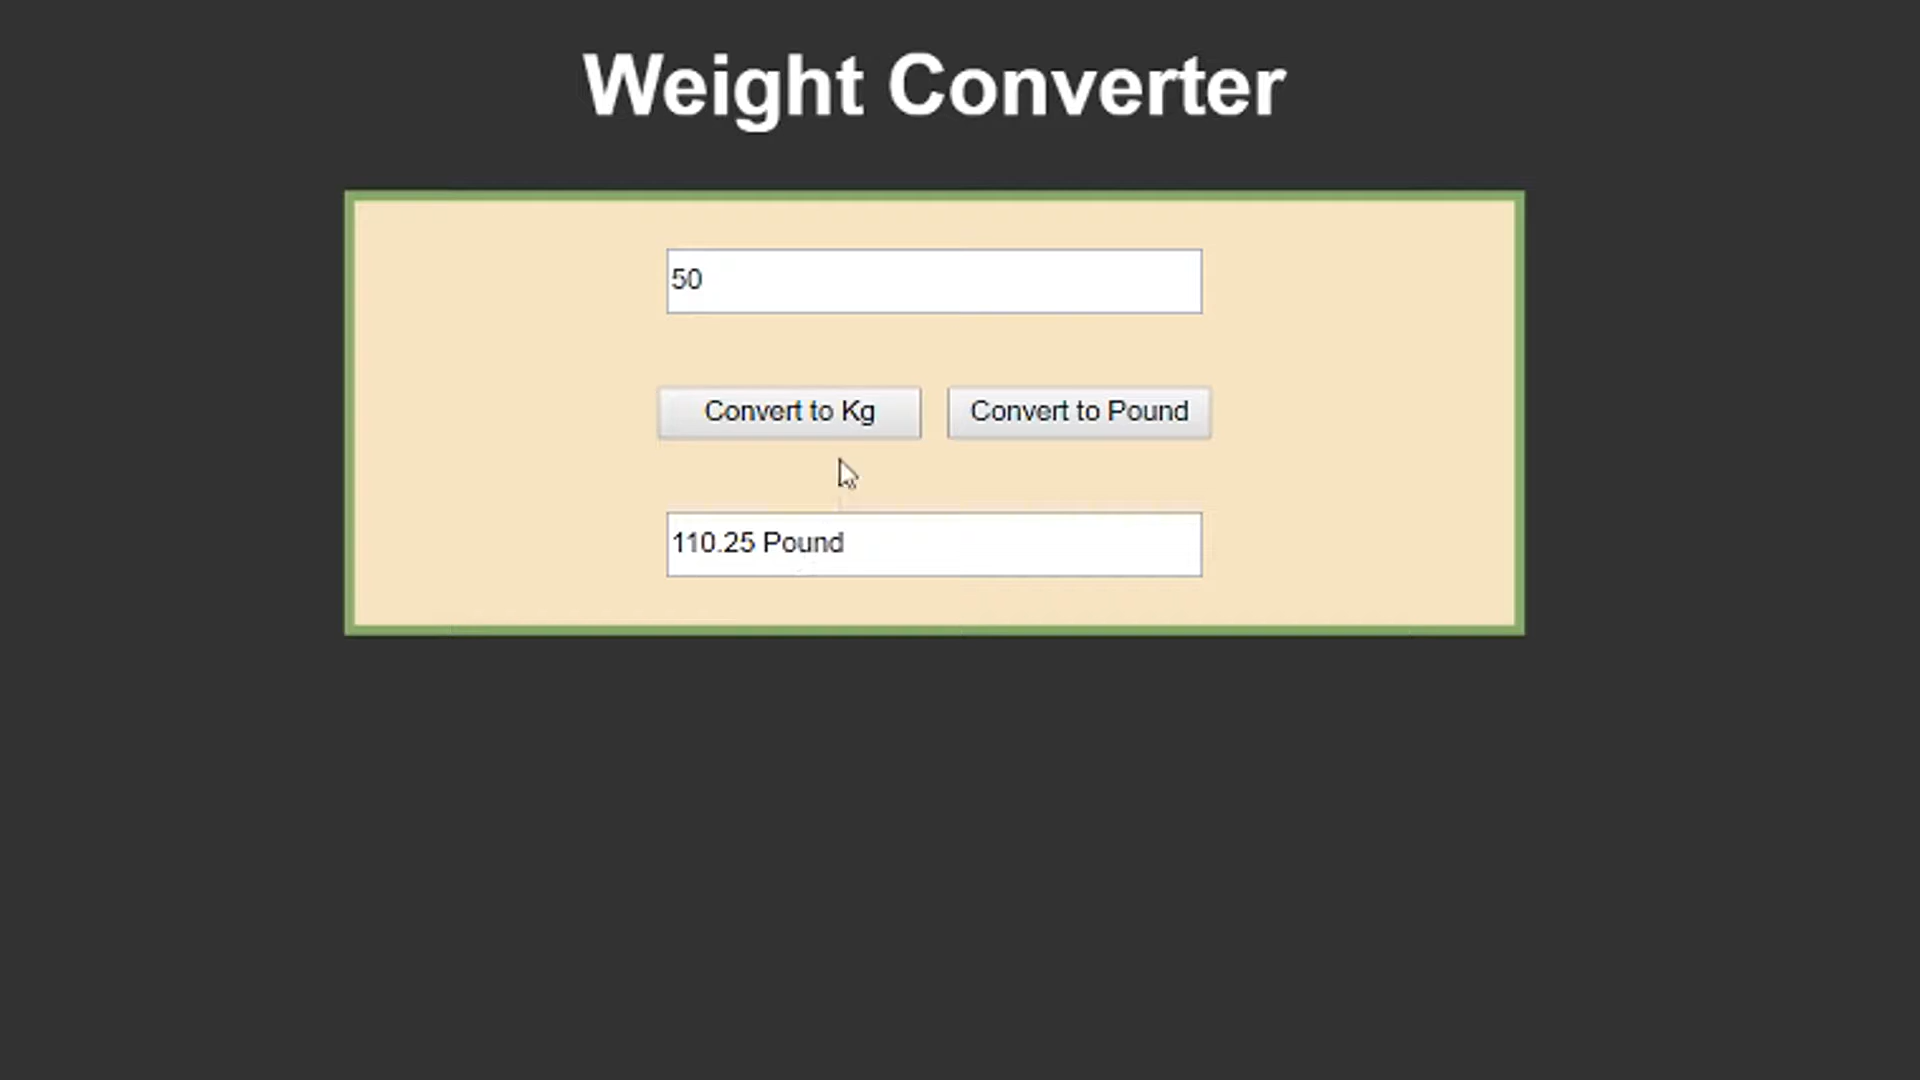 Weight Converter
50
Convert to Kg Convert to Pound
110.25 Pound